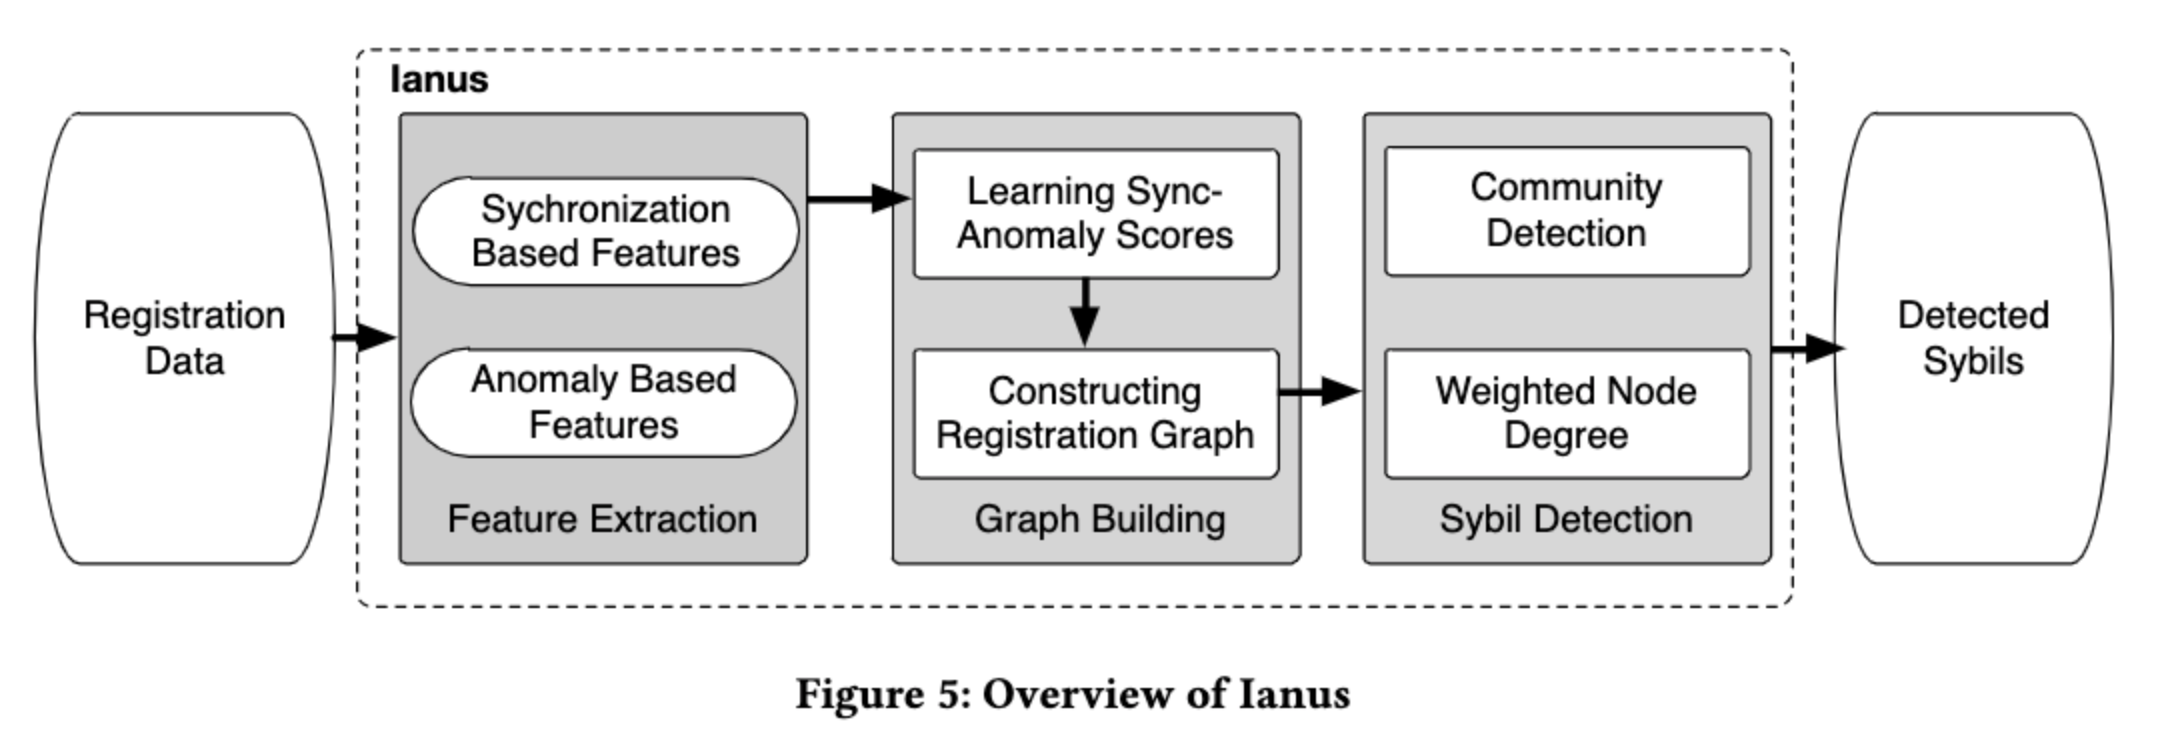 Ianus
Registration
Data
Sychronization
Based Features
Anomaly Based
Features
Feature Extraction
Learning Sync-
Anomaly Scores
Constructing
Registration Graph
Graph Building
Community
Detection
Weighted Node
Degree
Sybil Detection
Detected
Sybils
Figure 5: Overview of Ianus